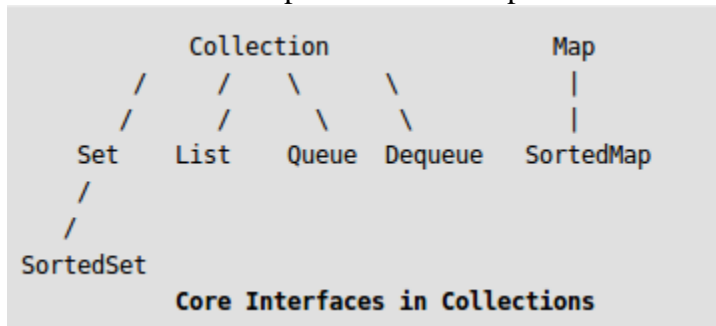 Collection Map
Set List Queue Dequeue SortedMap
SortedSet
Core Interfaces in Collections